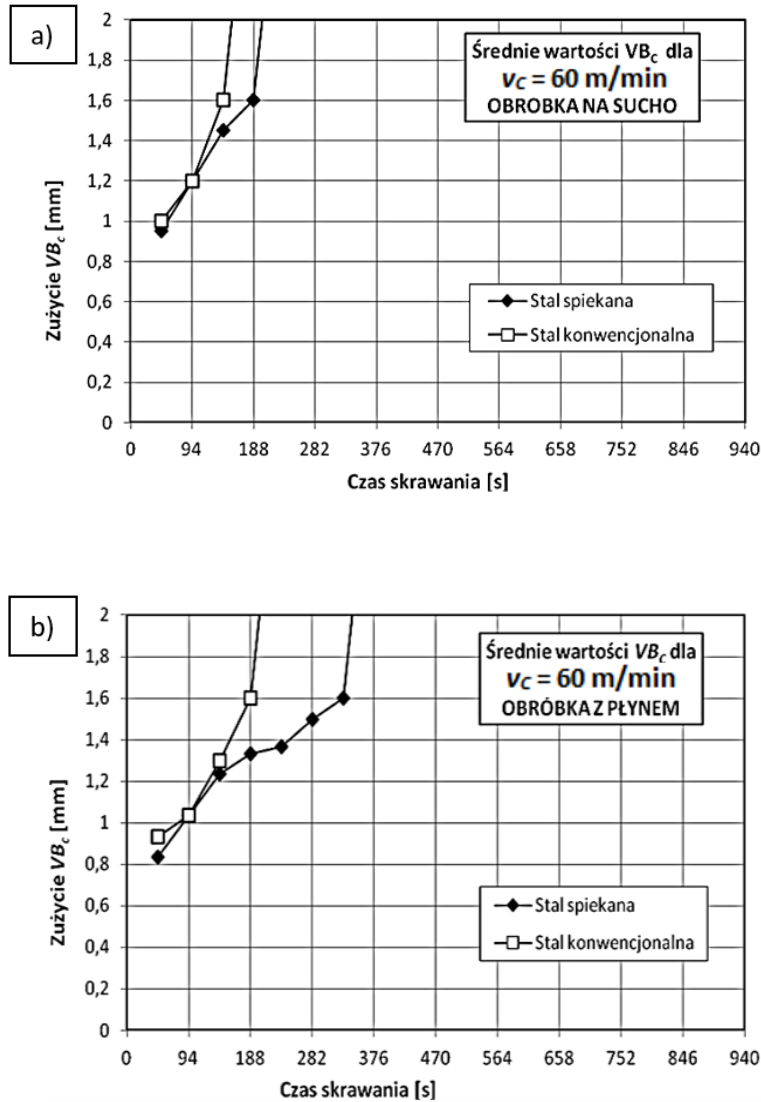 a)
Średnie wartości VBc dla
vc = 60 m/min
OBROBKA NA SUCHO
2
1,8
1,6
1,4
1,2
1
0,8
0,6
0,4
0,2
0
Zużycie VBc [mm]
Stal spiekana
Stal konwencjonalna
0 94 188 282 376 470 564 658 752 846 940
Czas skrawania [s]
b)
Średnie wartości VBc dla
vc = 60 m/min
OBRÓBKA Z PŁYNEM
2
1,8
1,6
1,4
1,2
1
0,8
0,6
0,4
0,2
0
Zużycie VBc [mm]
Stal spiekana
Stal konwencjonalna
0 94 188 282 376 470 564 658 752 846 940
Czas skrawania [s]